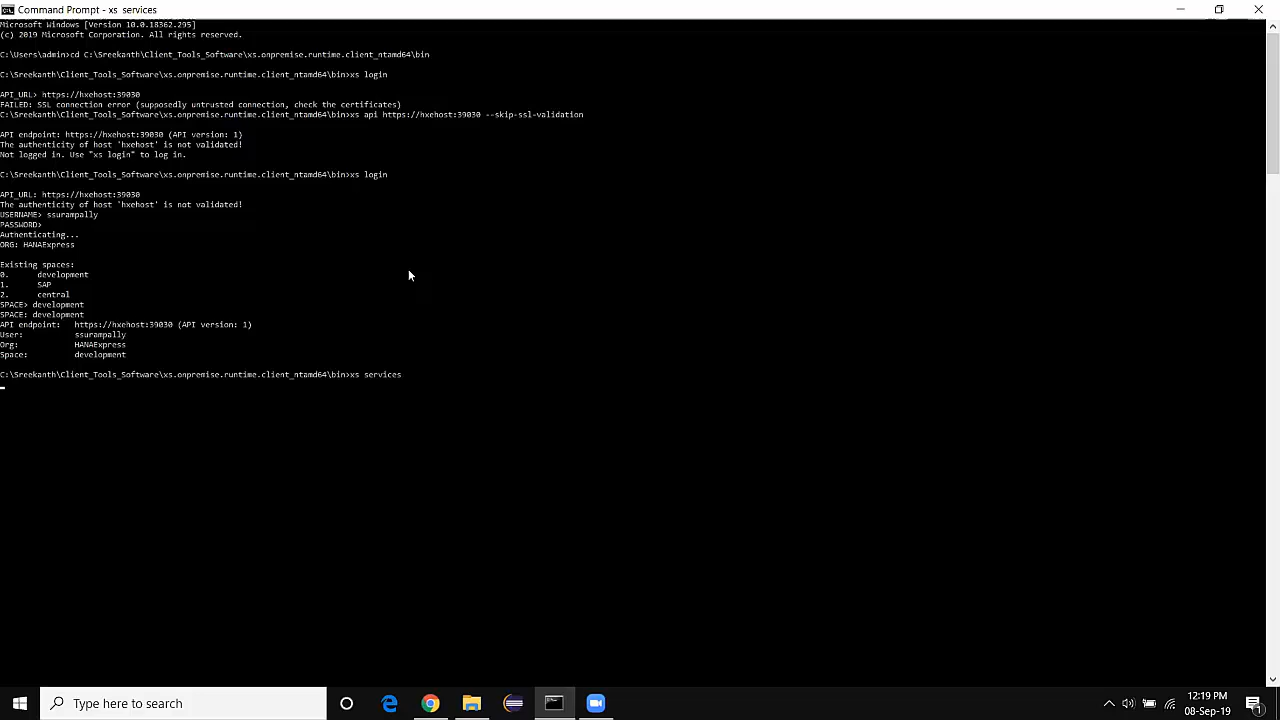 Command Prompt - xs services
Microsoft Windows [Version 10.0.18362.295]
(c) 2019 Microsoft Corporation. All rights reserved.
C:\Users\admin>cd C:\Sreekanth\Client_Tools_Software\xs.onpremise.runtime.client_ntamd64\bin
C:\Sreekanth\Client_Tools_Software\xs.onpremise.runtime.client_ntamd64\bin>xs login
API_URL> https://hxehost:39030
FAILED: SSL connection error (supposedly untrusted connection, check the certificates)
C:\Sreekanth\Client_Tools_Software\xs.onpremise.runtime.client_ntamd64\bin>xs api https://hxehost:39030 --skip-ssl-validation
API endpoint: https://hxehost:39030 (API version: 1)
The authenticity of host 'hxehost' is not validated!
Not logged in. Use "xs login" to log in.
C:\Sreekanth\Client_Tools_Software\xs.onpremise.runtime.client_ntamd64\bin>xs login
API_URL: https://hxehost:39030
The authenticity of host 'hxehost' is not validated!
USERNAME> ssurampally
PASSWORD>
Authenticating...
ORG: HANAExpress
Existing spaces:
0. development
1. SAP
2. central
SPACE> development
SPACE: development
API endpoint: https://hxehost:39030 (API version: 1)
User: ssurampally
Org: HANAExpress
Space: development
C:\Sreekanth\Client_Tools_Software\xs.onpremise.runtime.client_ntamd64\bin>xs services
Type here to search
12:19 PM
08-Sep-19
1